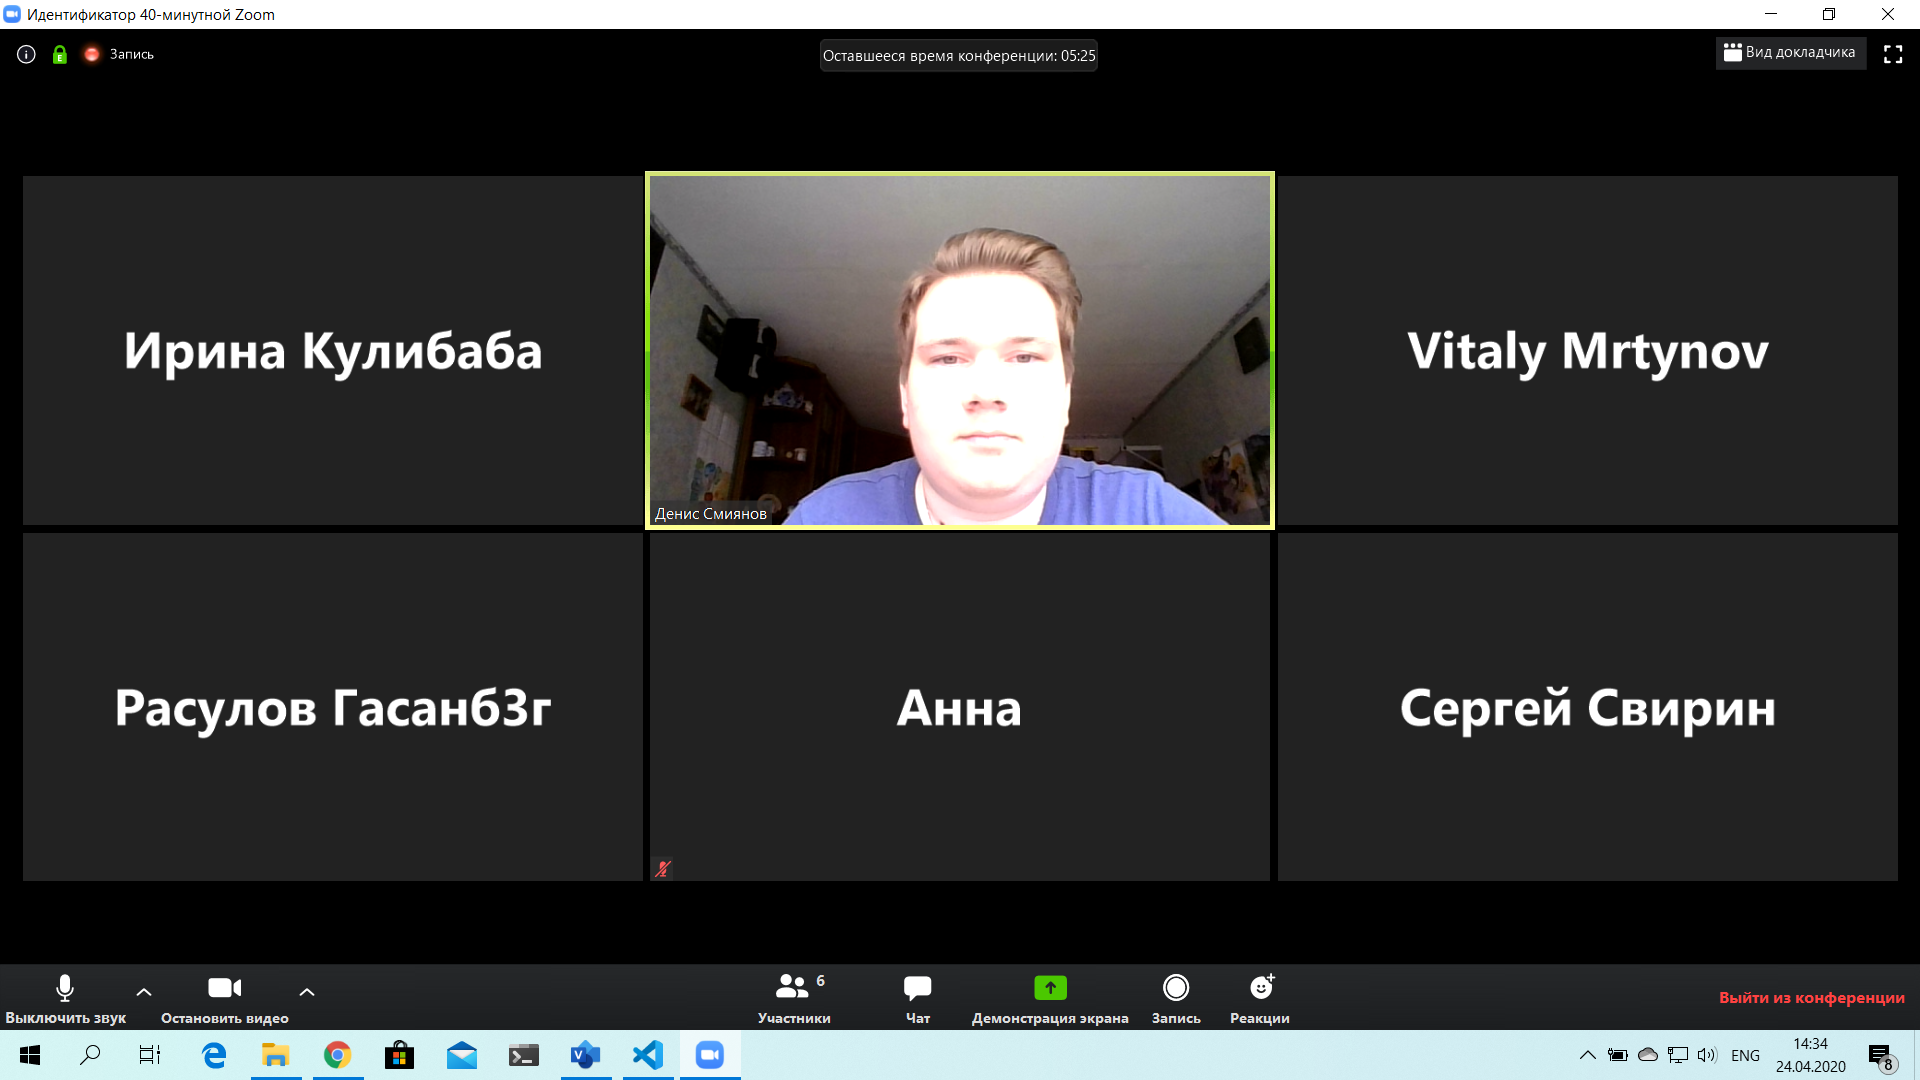 Идентификатор 40-минутной Zoom
Запись
Оставшееся время конференции: 05:25
Вид докладчика
Ирина Кулибаба
Денис Смиянов
Vitaly Mrtynov
Расулов Гасанб3г
Анна
Сергей Свирин
Выключить звук
Остановить видео
Участники 6
Чат
Демонстрация экрана
Запись
Реакции
Выйти из конференции
ENG
14:34
24.04.2020
8